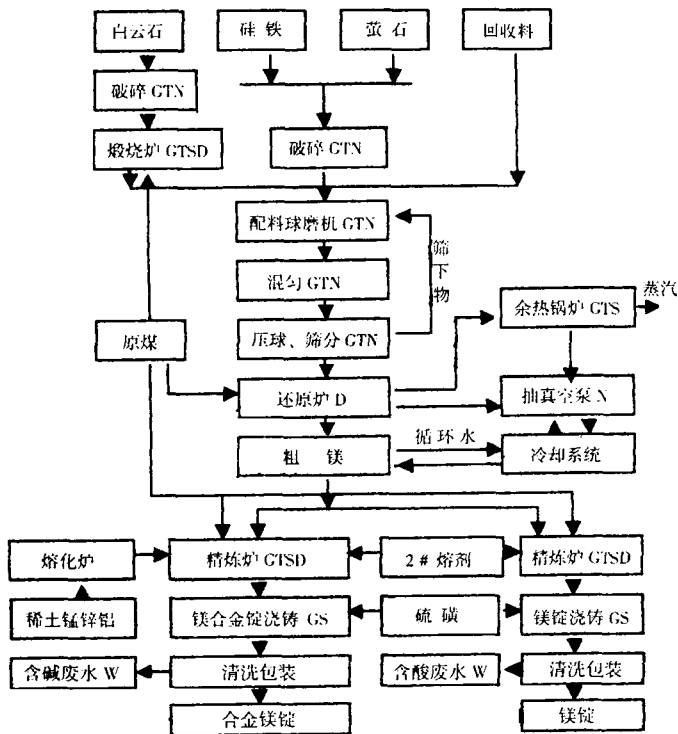 白云石
硅 铁
萤 石
回收料
破碎 GTN
煅烧炉 GTSD
破碎 GTN
配料球磨机 GTN
筛下物
混匀 GTN
蒸汽
余热锅炉 GTS
原煤
压球、筛分 GTN
还原炉 D
抽真空泵 N
循 环 水
粗 镁
冷却系统
熔化炉
精炼炉 GTSD
2 # 熔剂
精炼炉 GTSD
稀土锰锌铝
镁合金锭浇铸 GS
硫 磺
镁锭浇铸 GS
含碱废水 W
清洗包装
含酸废水 W
清洗包装
合金镁锭
镁锭